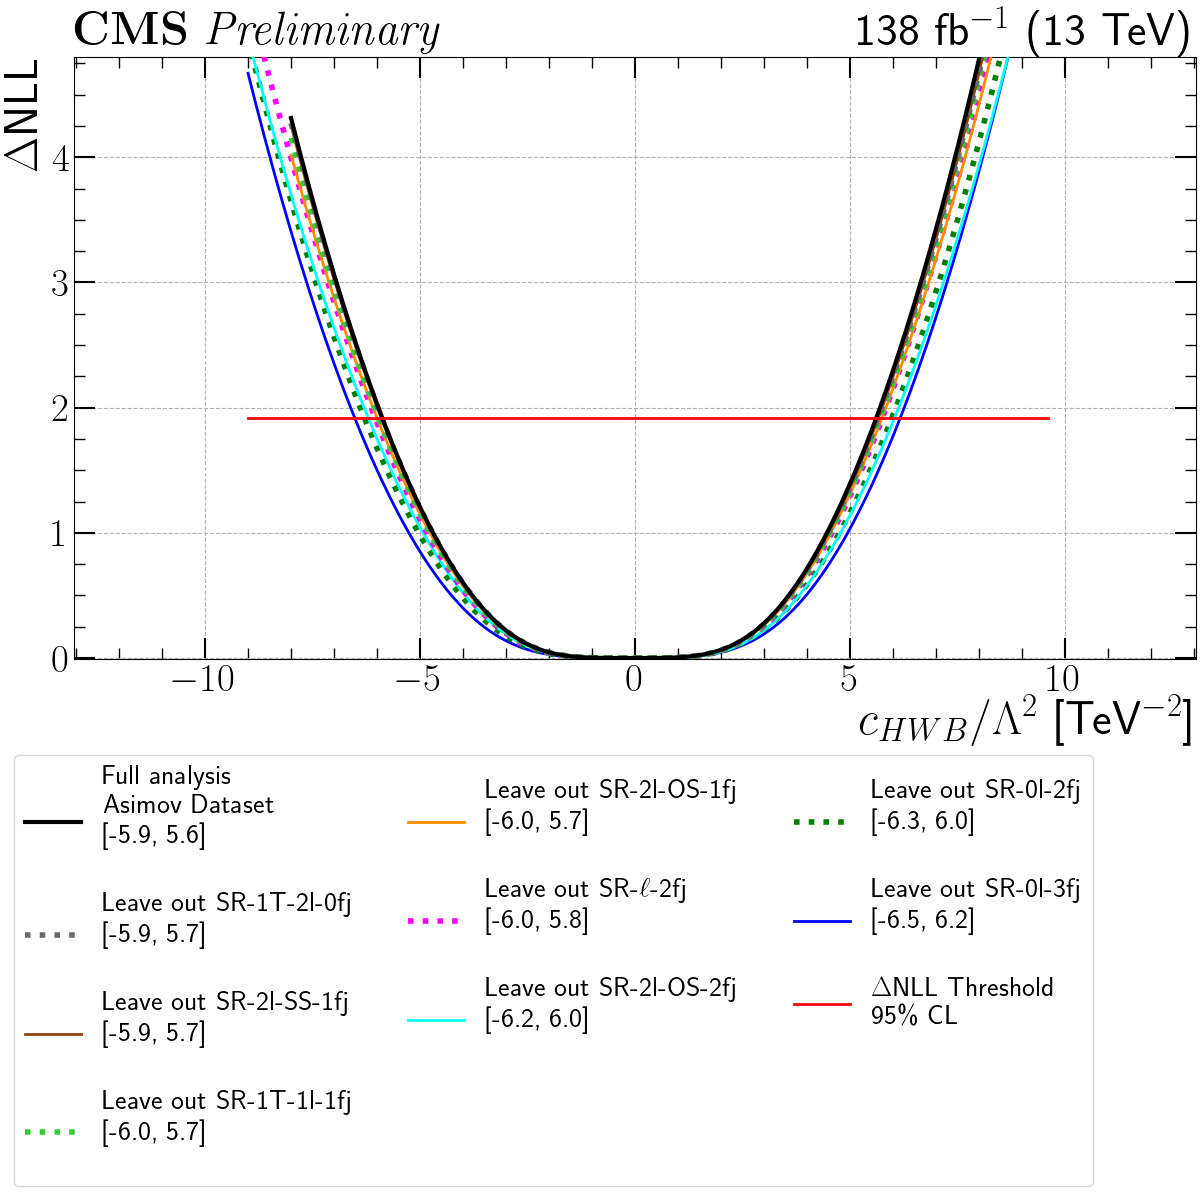 CMS Preliminary
138 fb⁻¹ (13 TeV)
ΔNLL
4
3
2
1
0
−10 −5 0 5 10
c_{HWB}/Λ² [TeV⁻²]
Full analysis
Asimov Dataset
[-5.9, 5.6]
Leave out SR-1T-2l-0fj
[-5.9, 5.7]
Leave out SR-2l-SS-1fj
[-5.9, 5.7]
Leave out SR-1T-1l-1fj
[-6.0, 5.7]
Leave out SR-2l-OS-1fj
[-6.0, 5.7]
Leave out SR-ℓ-2fj
[-6.0, 5.8]
Leave out SR-2l-OS-2fj
[-6.2, 6.0]
Leave out SR-0l-2fj
[-6.3, 6.0]
Leave out SR-0l-3fj
[-6.5, 6.2]
ΔNLL Threshold
95% CL